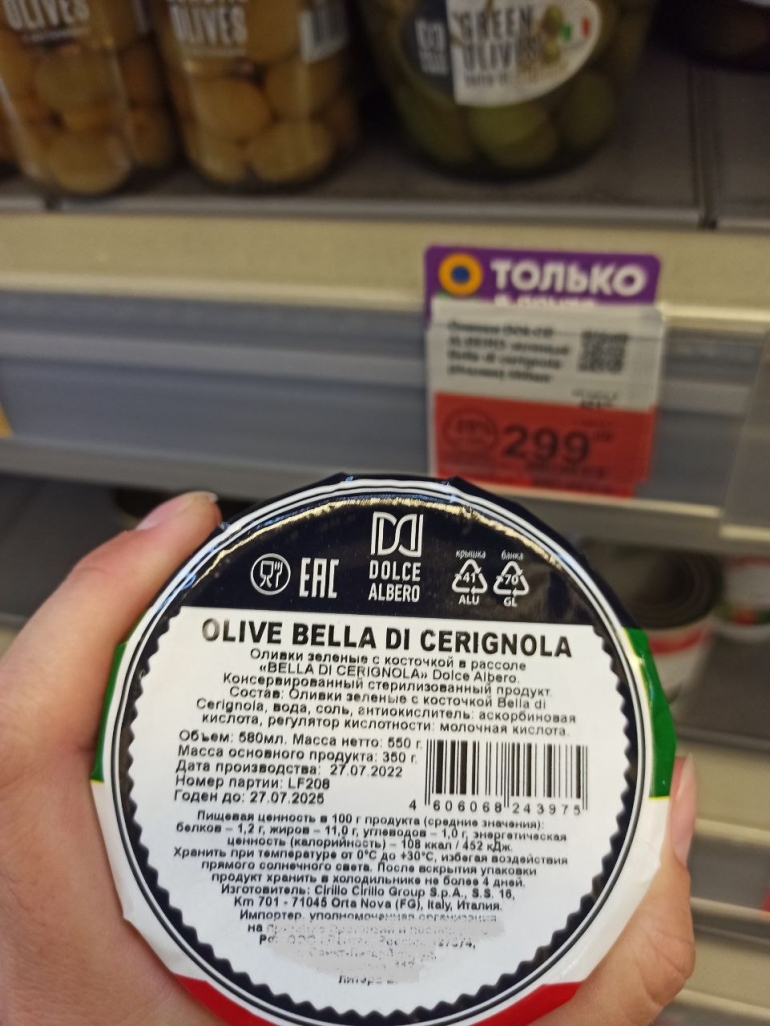 OLIVES
OLIVES
GREEN
OLIVES
ТОЛЬКО
299
EAC
DOLCE
ALBERO
крышка
41
ALU
банка
70
GL
OLIVE BELLA DI CERIGNOLA
Оливки зеленые с косточкой в рассоле
«BELLA DI CERIGNOLA» Dolce Albero.
Консервированный стерилизованный продукт.
Состав: Оливки зеленые с косточкой Bella di
Cerignola, вода, соль, антиокислитель: аскорбиновая
кислота, регулятор кислотности: молочная кислота.
Объем: 580мл. Масса нетто: 550 г.
Масса основного продукта: 350 г.
Дата производства: 27.07.2022
Номер партии: LF208
Годен до: 27.07.2025
4 606068 243975
Пищевая ценность в 100 г продукта (средние значения):
белков – 1,2 г, жиров – 11,0 г, углеводов – 1,0 г, энергетическая
ценность (калорийность) – 108 ккал / 452 кДж.
Хранить при температуре от 0°C до +30°C, избегая воздействия
прямого солнечного света. После вскрытия упаковки
продукт хранить в холодильнике не более 4 дней.
Изготовитель: Cirillo Cirillo Group S.p.A., S.S. 16,
Km 701 - 71045 Orta Nova (FG), Italy, Италия.
Импортер, уполномоченная организация
на